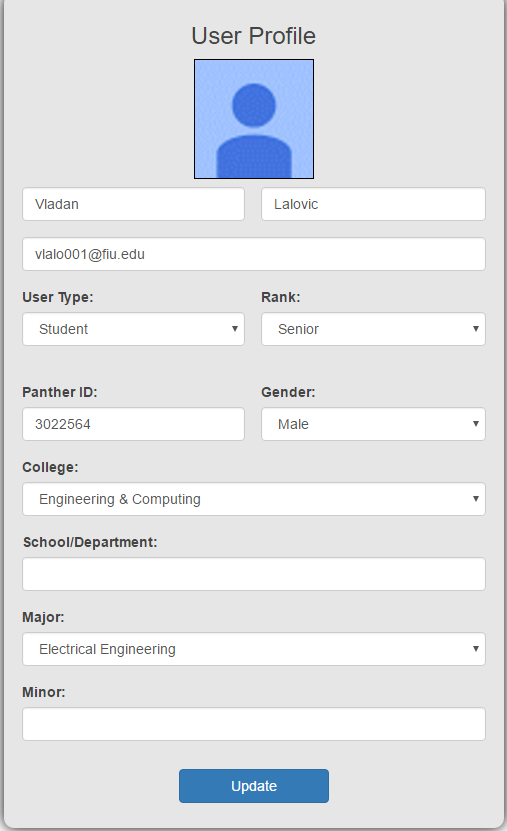 User Profile
Vladan Lalovic
vlalo001@fiu.edu
User Type: Rank:
Student Senior
Panther ID: Gender:
3022564 Male
College:
Engineering & Computing
School/Department:
Major:
Electrical Engineering
Minor:
Update